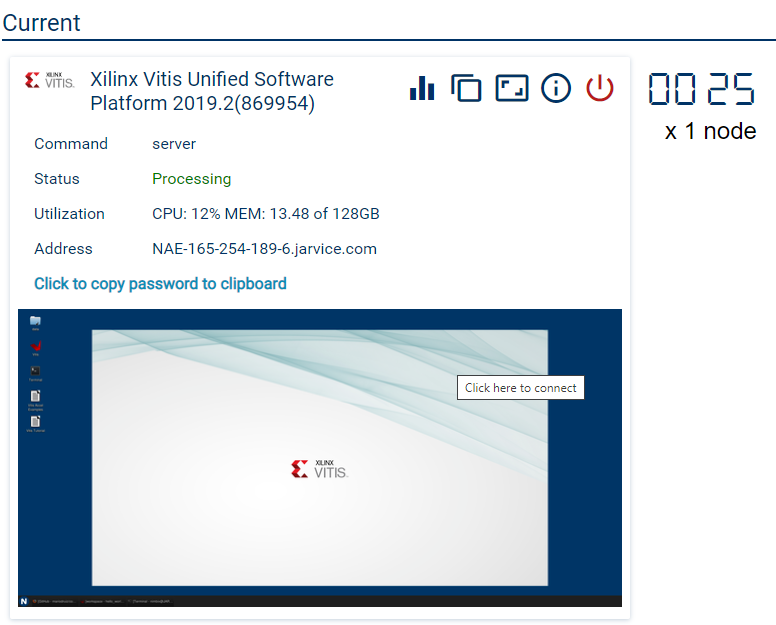 Current
XILINX
VITIS.
Xilinx Vitis Unified Software
Platform 2019.2(869954)
00 25
x 1 node
Command server
Status Processing
Utilization CPU: 12% MEM: 13.48 of 128GB
Address NAE-165-254-189-6.jarvice.com
Click to copy password to clipboard
Click here to connect
Terminal
XILINX
VITIS.
N